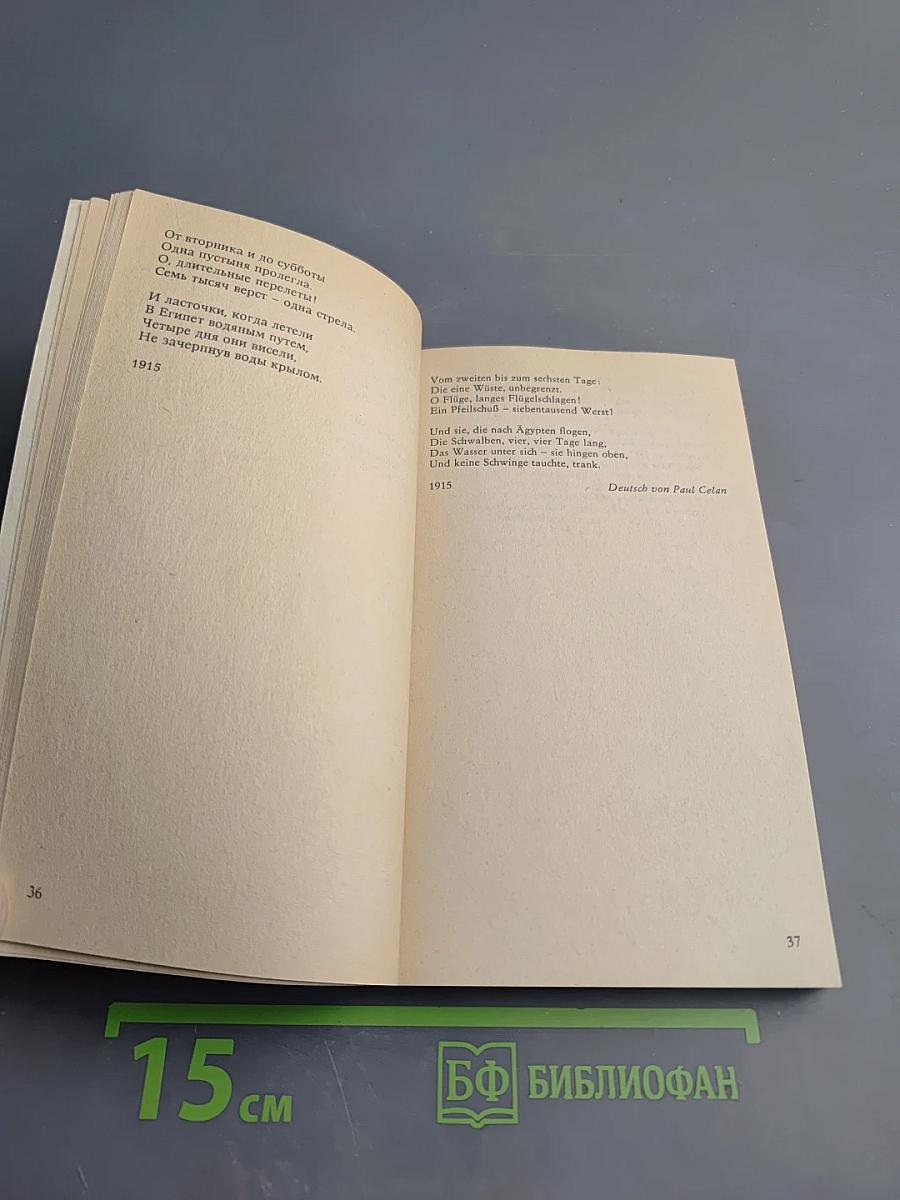 От вторника и до субботы
Одна пустыня пролегла.
О, длительные перелеты!
Семь тысяч верст – одна стрела.
И ласточки, когда летели
В Египет водяным путем,
Четыре дня они висели,
Не зачерпнув воды крылом.
1915
36
Vom zweiten bis zum sechsten Tage:
Die eine Wüste, unbegrenzt.
O Flüge, langes Flügelschlagen!
Ein Pfeilschuß – siebentausend Werst!
Und sie, die nach Ägypten flogen,
Die Schwalben, vier, vier Tage lang,
Das Wasser unter sich – sie hingen oben,
Und keine Schwinge tauchte, trank.
1915 Deutsch von Paul Celan
37
15 см
БФ БИБЛИОФАН